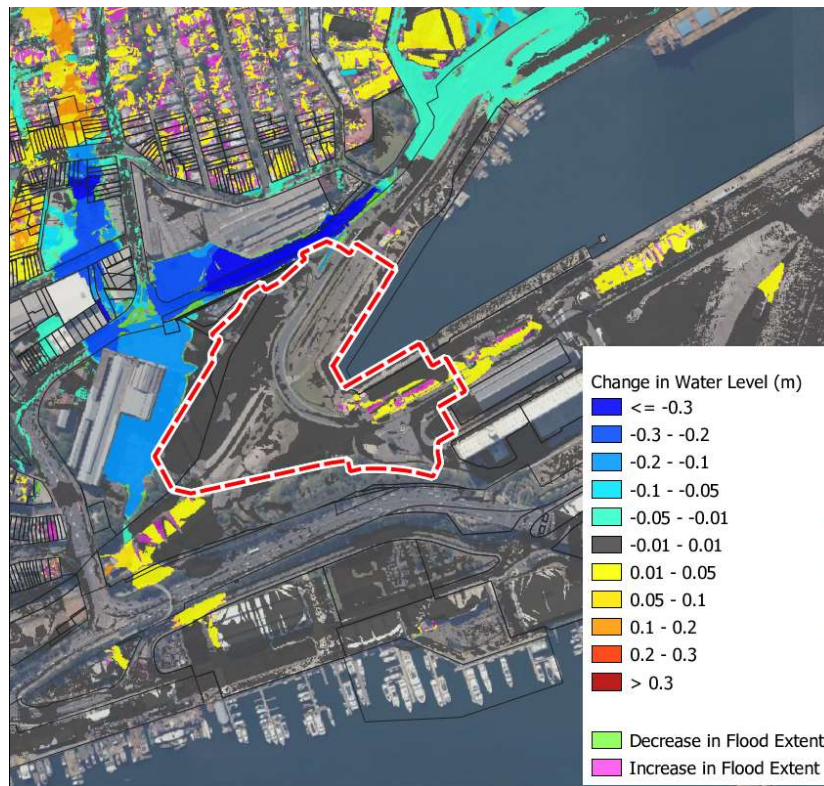 Change in Water Level (m)
<= -0.3
-0.3 - -0.2
-0.2 - -0.1
-0.1 - -0.05
-0.05 - -0.01
-0.01 - 0.01
0.01 - 0.05
0.05 - 0.1
0.1 - 0.2
0.2 - 0.3
> 0.3
Decrease in Flood Extent
Increase in Flood Extent